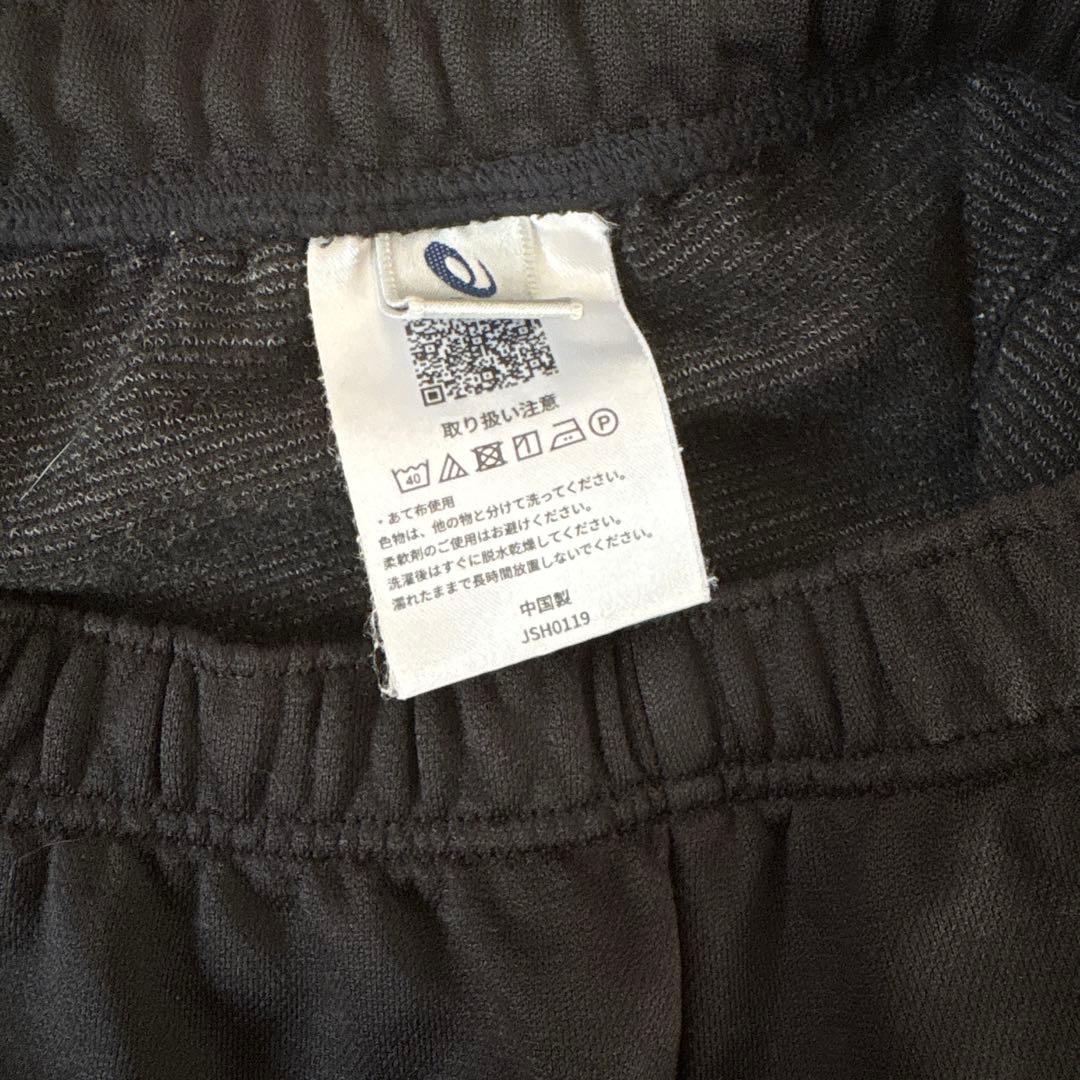 取り扱い注意
40 P
・あて布使用
色物は、他の物と分けて洗ってください。
柔軟剤のご使用はお避けください。
洗濯後はすぐに脱水乾燥してください。
濡れたままで長時間放置しないでください。
中国製
JSH0119